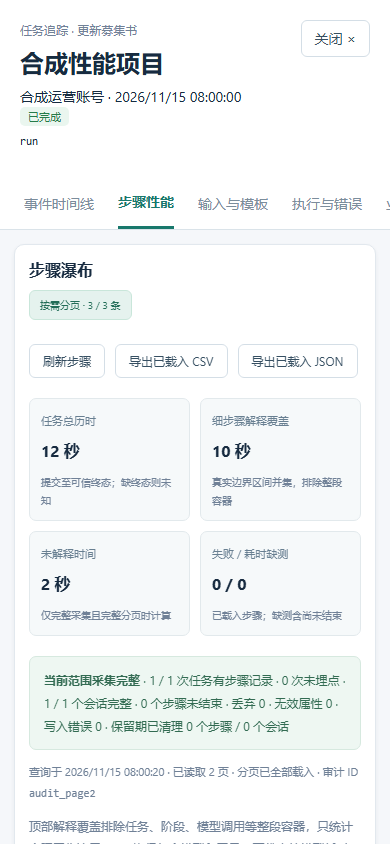 任务追踪 · 更新募集书
关闭 ×
合成性能项目
合成运营账号 · 2026/11/15 08:00:00
已完成
run
事件时间线 步骤性能 输入与模板 执行与错误
步骤瀑布
按需分页 · 3 / 3 条
刷新步骤 导出已载入 CSV 导出已载入 JSON
任务总历时
12 秒
提交至可信终态；缺终态则未
知
细步骤解释覆盖
10 秒
真实边界区间并集，排除整段
容器
未解释时间
2 秒
仅完整采集且完整分页时计算
失败 / 耗时缺测
0 / 0
已载入步骤；缺测含尚未结束
当前范围采集完整 · 1 / 1 次任务有步骤记录 · 0 次未埋点 ·
1 / 1 个会话完整 · 0 个步骤未结束 · 丢弃 0 · 无效属性 0 ·
写入错误 0 · 保留期已清理 0 个步骤 / 0 个会话
查询于 2026/11/15 08:00:20 · 已读取 2 页 · 分页已全部载入 · 审计 ID
audit_page2
顶部解释覆盖排除任务、阶段、模型调用等整段容器，只统计